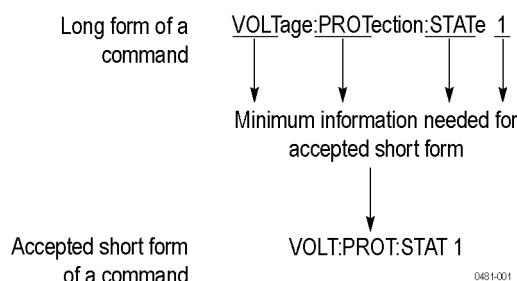 Long form of a
command
VOLTage:PROTection:STATe 1
Minimum information needed for
accepted short form
Accepted short form
of a command
VOLT:PROT:STAT 1
0481-001